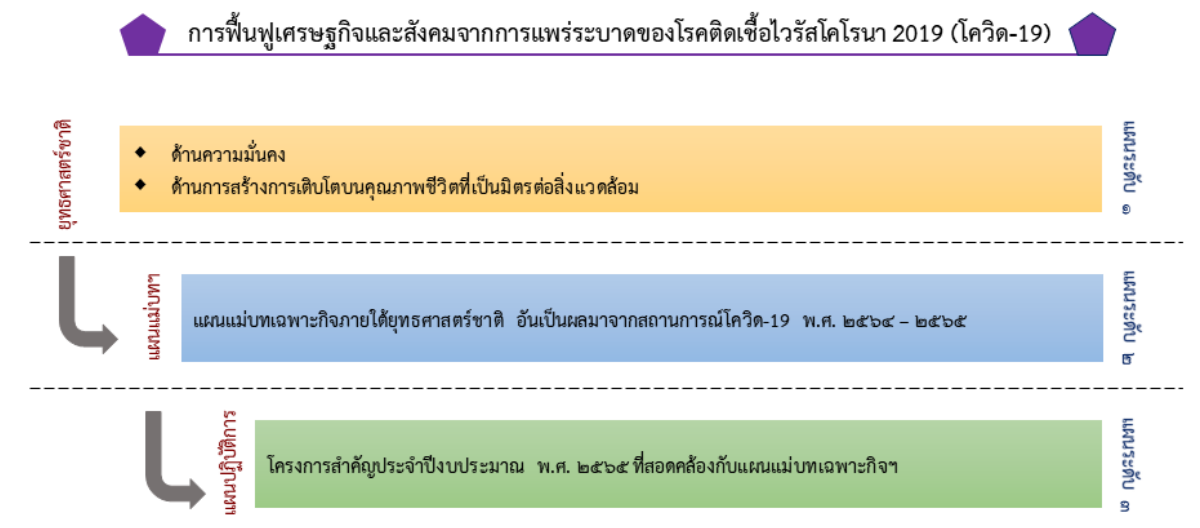 การฟื้นฟูเศรษฐกิจและสังคมจากการแพร่ระบาดของโรคติดเชื้อไวรัสโคโรนา 2019 (โควิด-19)
ยุทธศาสตร์ชาติ
◆ ด้านความมั่นคง
◆ ด้านการสร้างการเติบโตบนคุณภาพชีวิตที่เป็นมิตรต่อสิ่งแวดล้อม
แผนระดับ ๑
แผนแม่บทฯ
แผนแม่บทเฉพาะกิจภายใต้ยุทธศาสตร์ชาติ อันเป็นผลมาจากสถานการณ์โควิด-19 พ.ศ. ๒๕๖๔ – ๒๕๖๕
แผนระดับ ๒
แผนปฏิบัติการ
โครงการสำคัญประจำปีงบประมาณ พ.ศ. ๒๕๖๕ ที่สอดคล้องกับแผนแม่บทเฉพาะกิจฯ
แผนระดับ ๓